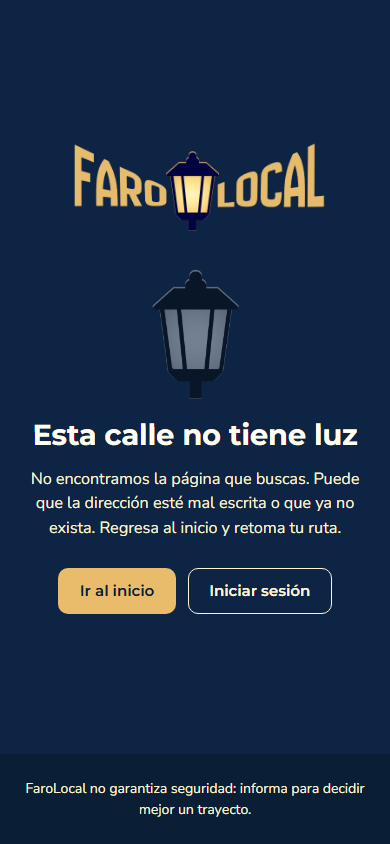 FARO LOCAL
Esta calle no tiene luz
No encontramos la página que buscas. Puede
que la dirección esté mal escrita o que ya no
exista. Regresa al inicio y retoma tu ruta.
Ir al inicio
Iniciar sesión
FaroLocal no garantiza seguridad: informa para decidir
mejor un trayecto.